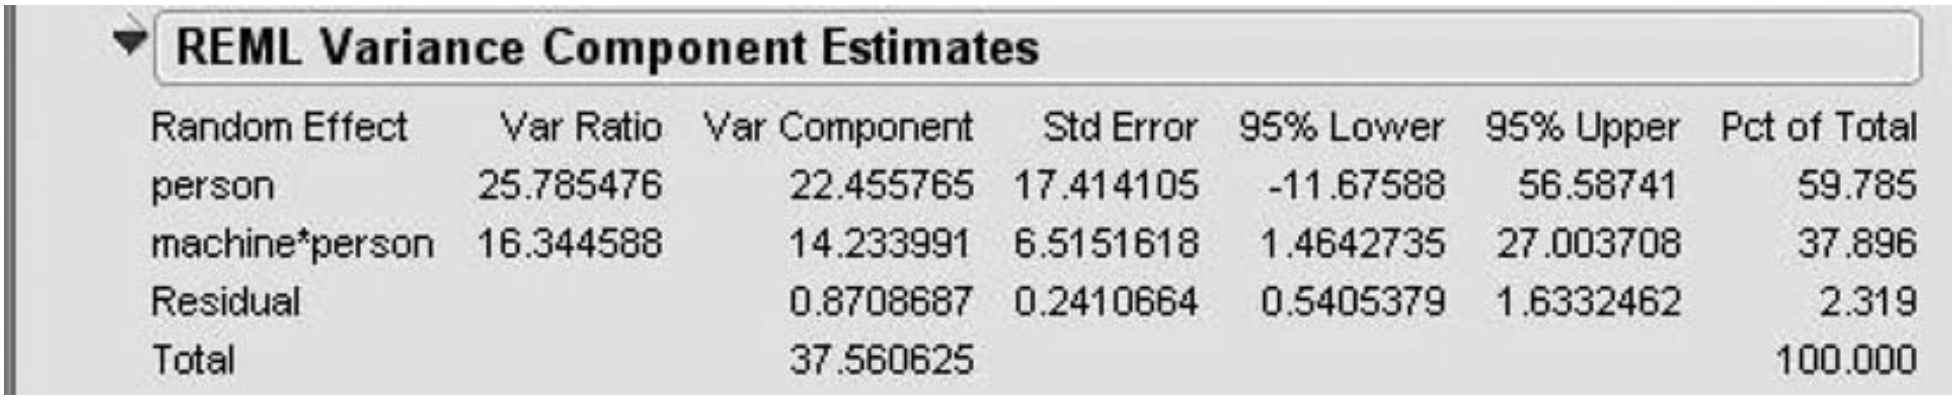 REML Variance Component Estimates
Random Effect Var Ratio Var Component Std Error 95% Lower 95% Upper Pct of Total
person 25.785476 22.455765 17.414105 -11.67588 56.58741 59.785
machine*person 16.344588 14.233991 6.5151618 1.4642735 27.003708 37.896
Residual 0.8708687 0.2410664 0.5405379 1.6332462 2.319
Total 37.560625 100.000